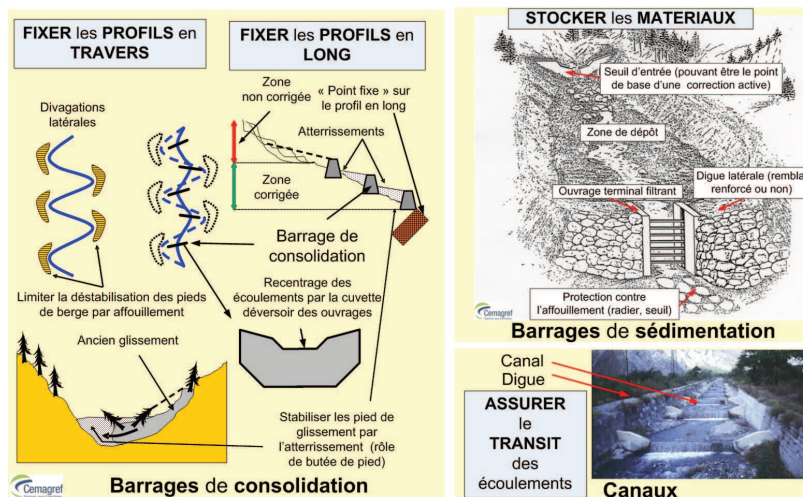 FIXER les PROFILS en
TRAVERS
FIXER les PROFILS en
LONG
Divagations
latérales
Zone
non corrigée
« Point fixe » sur
le profil en long
Atterrissements
Zone
corrigée
Barrage de
consolidation
Limiter la déstabilisation des pieds
de berge par affouillement
Recentrage des
écoulements par la cuvette
déversoir des ouvrages
Ancien glissement
Stabiliser les pied de
glissement par
l'atterrissement (rôle
de butée de pied)
Cemagref
Barrages de consolidation
STOCKER les MATERIAUX
Seuil d'entrée (pouvant être le point
de base d'une correction active)
Zone de dépôt
Ouvrage terminal filtrant
Digue latérale (rembla
renforcé ou non)
Protection contre
l'affouillement (radier, seuil)
Cemagref
Barrages de sédimentation
Canal
Digue
ASSURER
le
TRANSIT
des
écoulements
Cemagref
Canaux